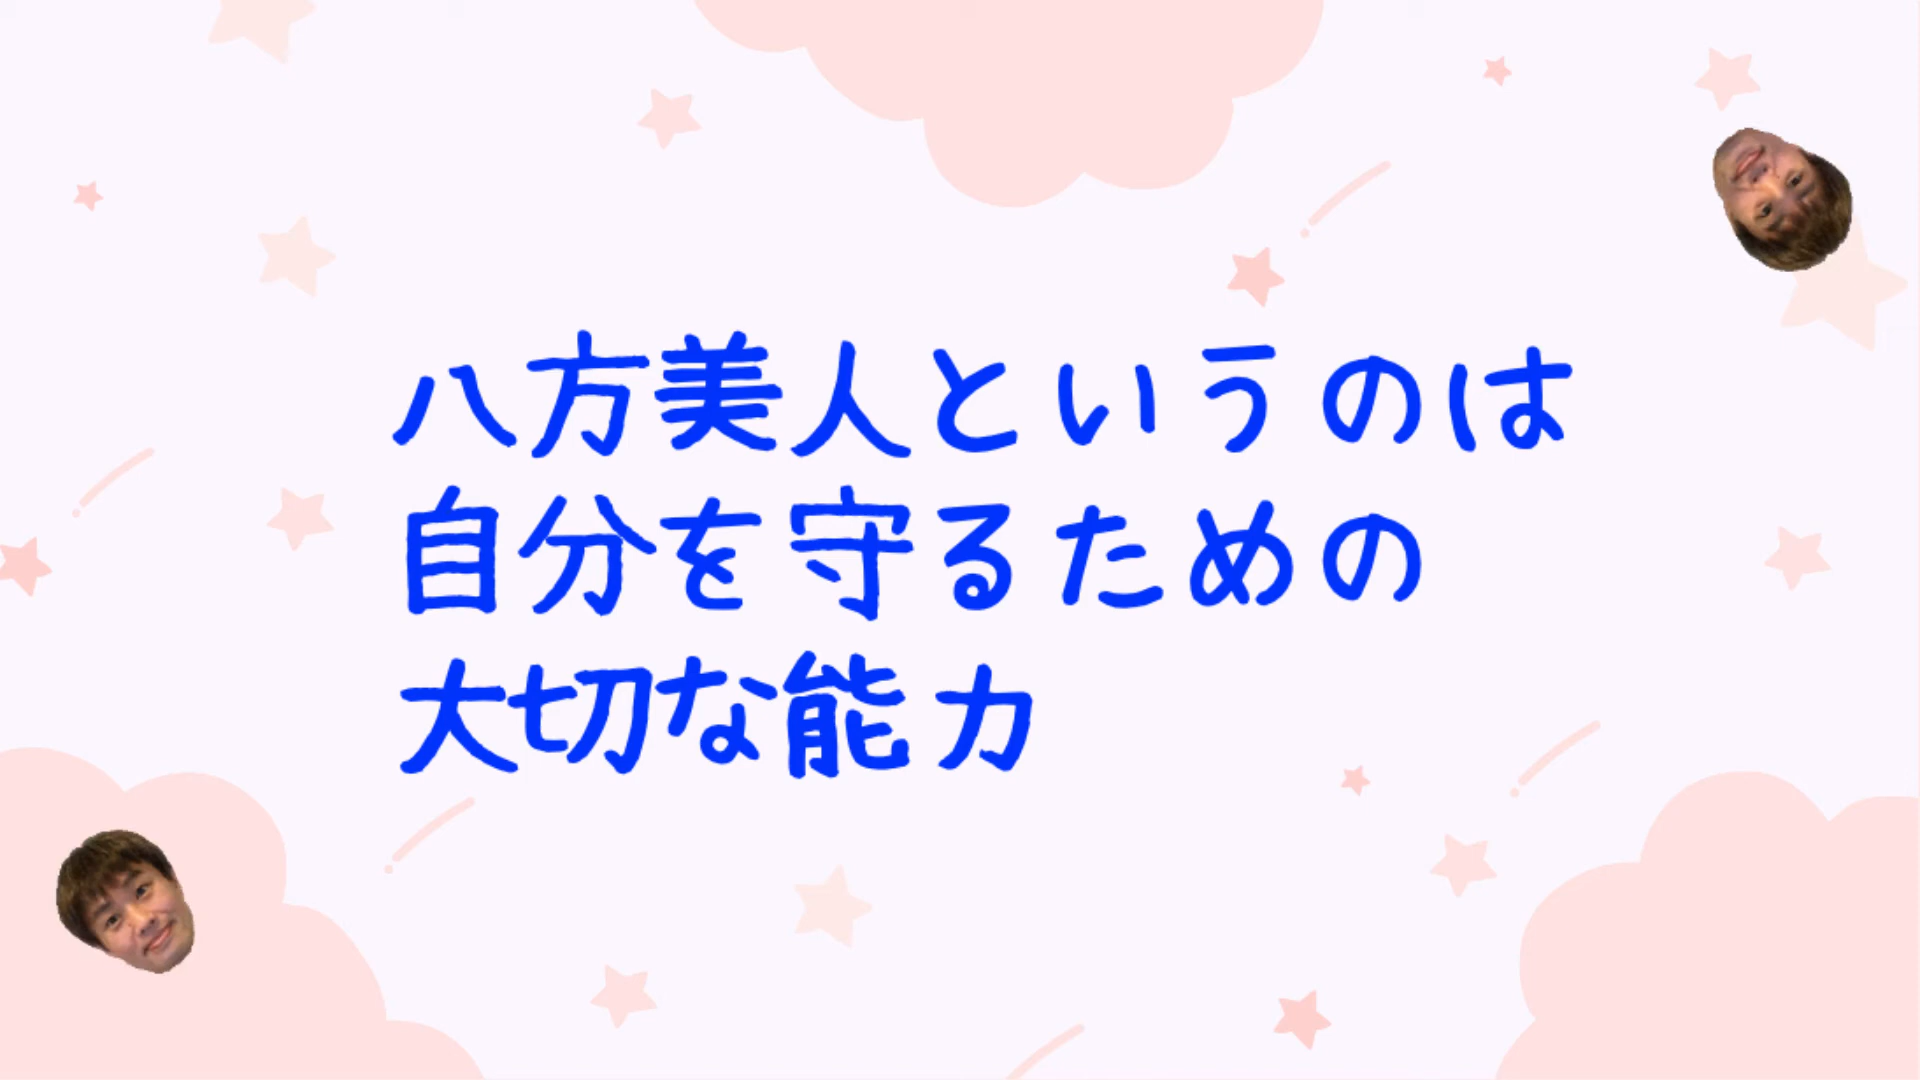 八方美人というのは
自分を守るための
大切な能力